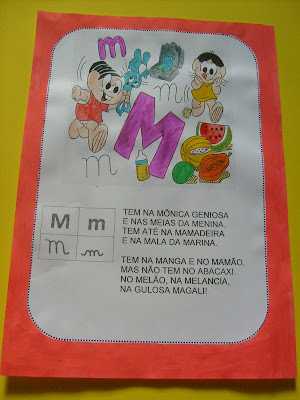 m
m
M
m
M m
m m
TEM NA MÔNICA GENIOSA
E NAS MEIAS DA MENINA.
TEM ATÉ NA MAMADEIRA
E NA MALA DA MARINA.
TEM NA MANGA E NO MAMÃO,
MAS NÃO TEM NO ABACAXI.
NO MELÃO, NA MELANCIA,
NA GULOSA MAGALI!